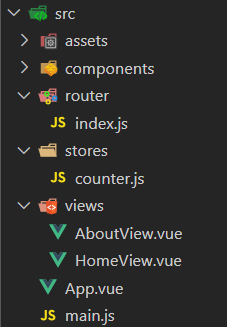 src
assets
components
router
JS index.js
stores
JS counter.js
views
AboutView.vue
HomeView.vue
App.vue
JS main.js